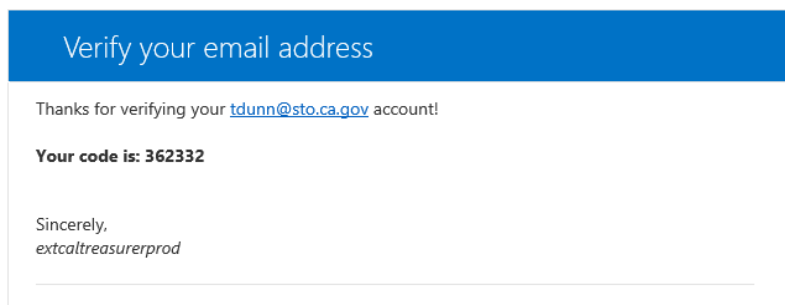 Verify your email address
Thanks for verifying your tdunn@sto.ca.gov account!
Your code is: 362332
Sincerely,
extcaltreasurerprod